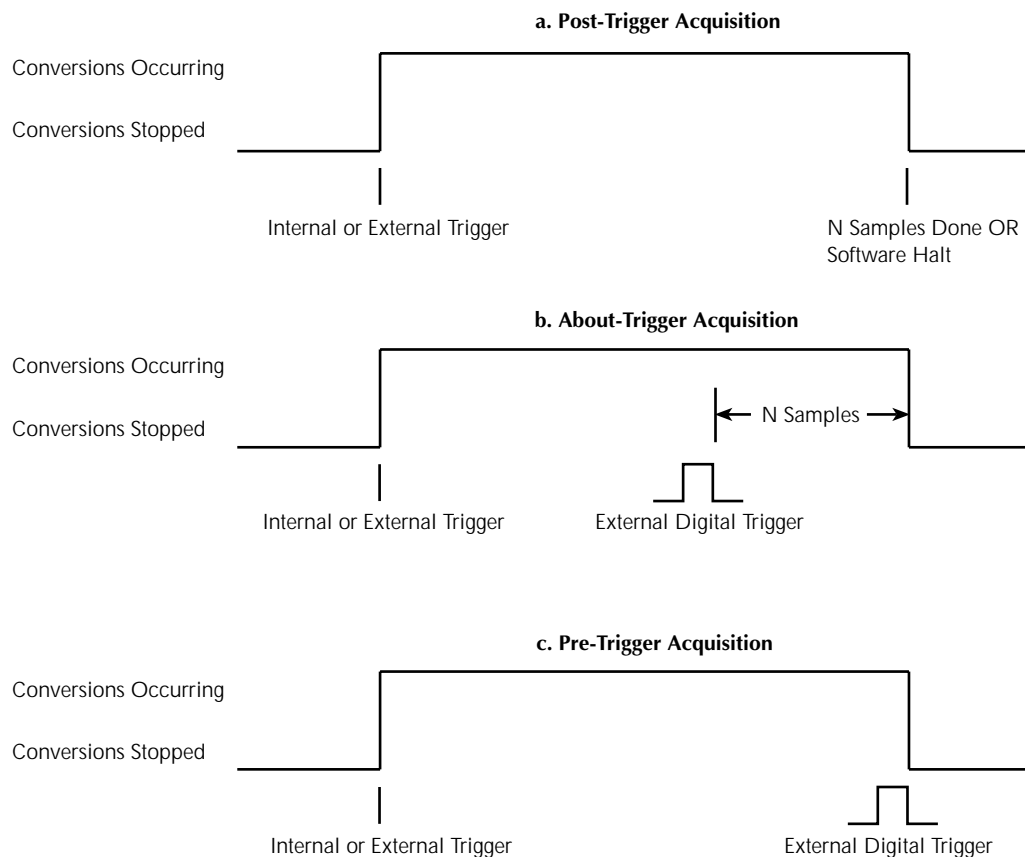 a. Post-Trigger Acquisition
Conversions Occurring
Conversions Stopped
Internal or External Trigger
N Samples Done OR
Software Halt
b. About-Trigger Acquisition
Conversions Occurring
N Samples
Conversions Stopped
Internal or External Trigger
External Digital Trigger
c. Pre-Trigger Acquisition
Conversions Occurring
Conversions Stopped
Internal or External Trigger
External Digital Trigger